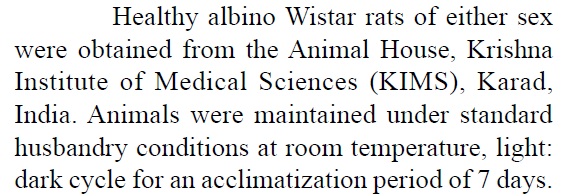 Healthy albino Wistar rats of either sex
were obtained from the Animal House, Krishna
Institute of Medical Sciences (KIMS), Karad,
India. Animals were maintained under standard
husbandry conditions at room temperature, light:
dark cycle for an acclimatization period of 7 days.